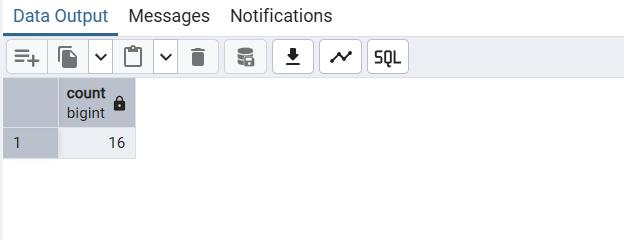 Data Output Messages Notifications
SQL
count
bigint
1 16